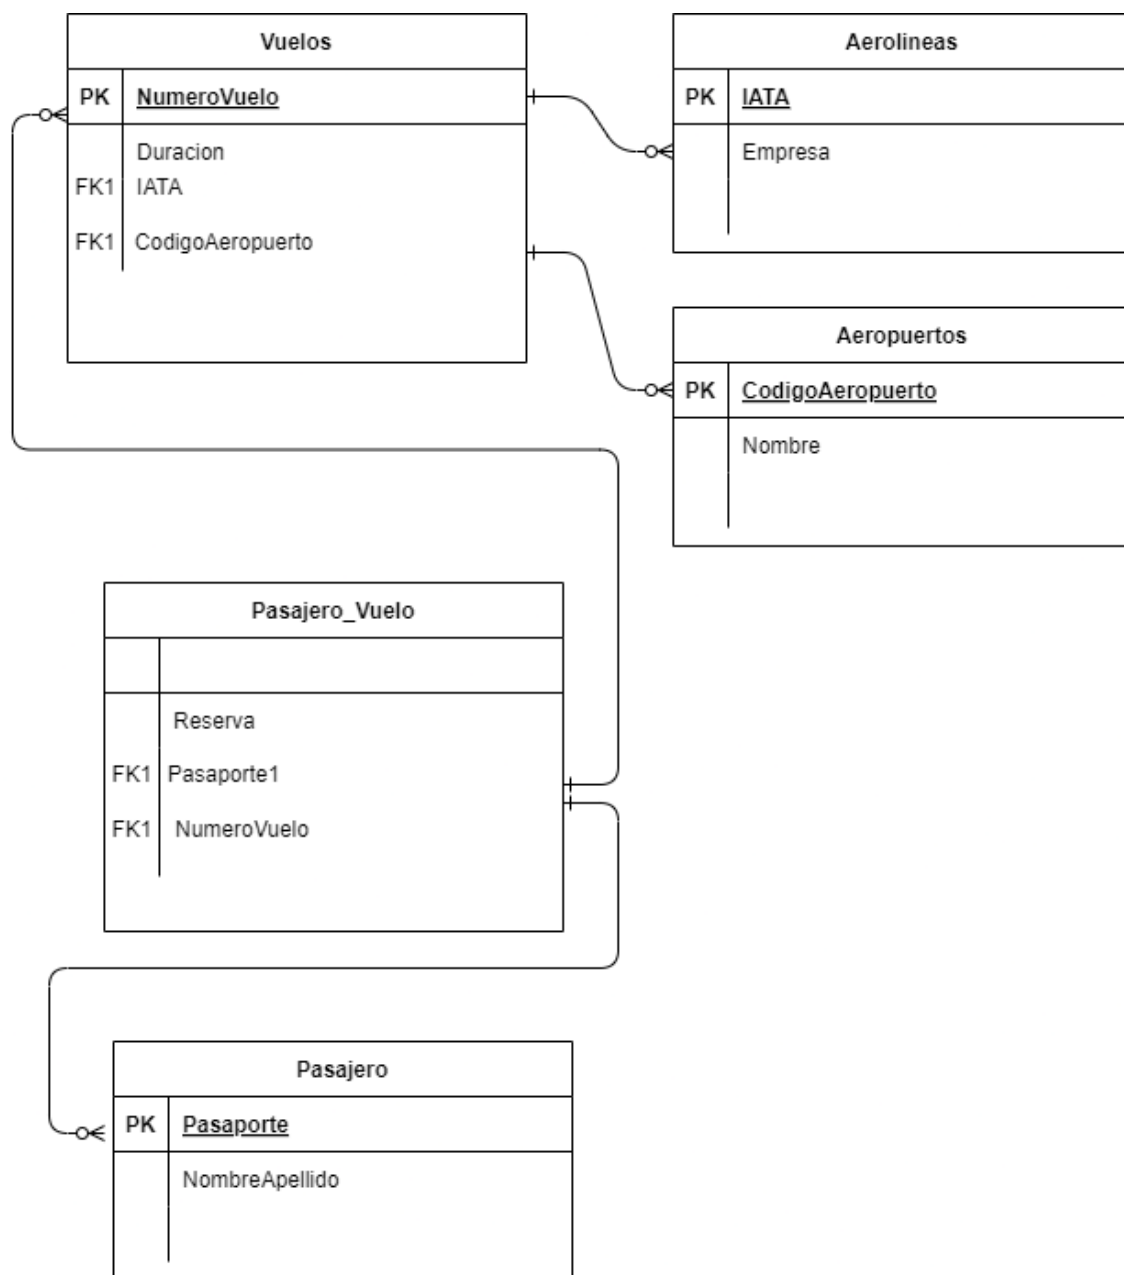 Vuelos
PK NumeroVuelo
Duracion
FK1 IATA
FK1 CodigoAeropuerto
Aerolineas
PK IATA
Empresa
Aeropuertos
PK CodigoAeropuerto
Nombre
Pasajero_Vuelo
Reserva
FK1 Pasaporte1
FK1 NumeroVuelo
Pasajero
PK Pasaporte
NombreApellido